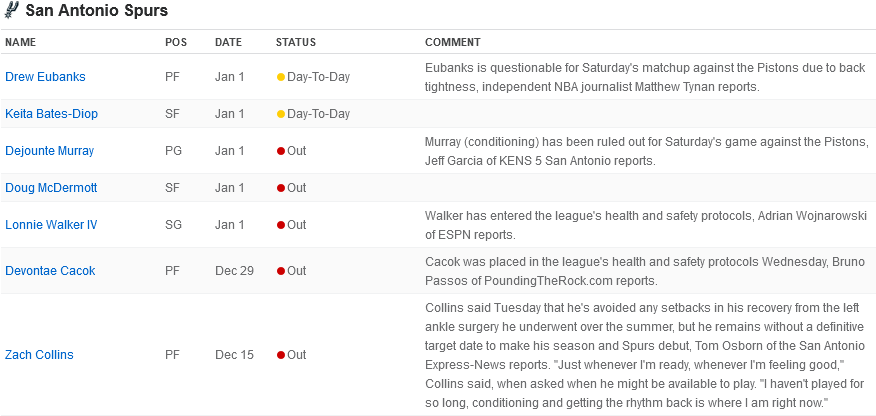 San Antonio Spurs
NAME POS DATE STATUS COMMENT
Drew Eubanks PF Jan 1 Day-To-Day Eubanks is questionable for Saturday's matchup against the Pistons due to back
tightness, independent NBA journalist Matthew Tynan reports.
Keita Bates-Diop SF Jan 1 Day-To-Day
Dejounte Murray PG Jan 1 Out Murray (conditioning) has been ruled out for Saturday's game against the Pistons,
Jeff Garcia of KENS 5 San Antonio reports.
Doug McDermott SF Jan 1 Out
Lonnie Walker IV SG Jan 1 Out Walker has entered the league's health and safety protocols, Adrian Wojnarowski
of ESPN reports.
Devontae Cacok PF Dec 29 Out Cacok was placed in the league's health and safety protocols Wednesday, Bruno
Passos of PoundingTheRock.com reports.
Zach Collins PF Dec 15 Out Collins said Tuesday that he's avoided any setbacks in his recovery from the left
ankle surgery he underwent over the summer, but he remains without a definitive
target date to make his season and Spurs debut, Tom Osborn of the San Antonio
Express-News reports. "Just whenever I'm ready, whenever I'm feeling good,"
Collins said, when asked when he might be available to play. "I haven't played for
so long, conditioning and getting the rhythm back is where I am right now."